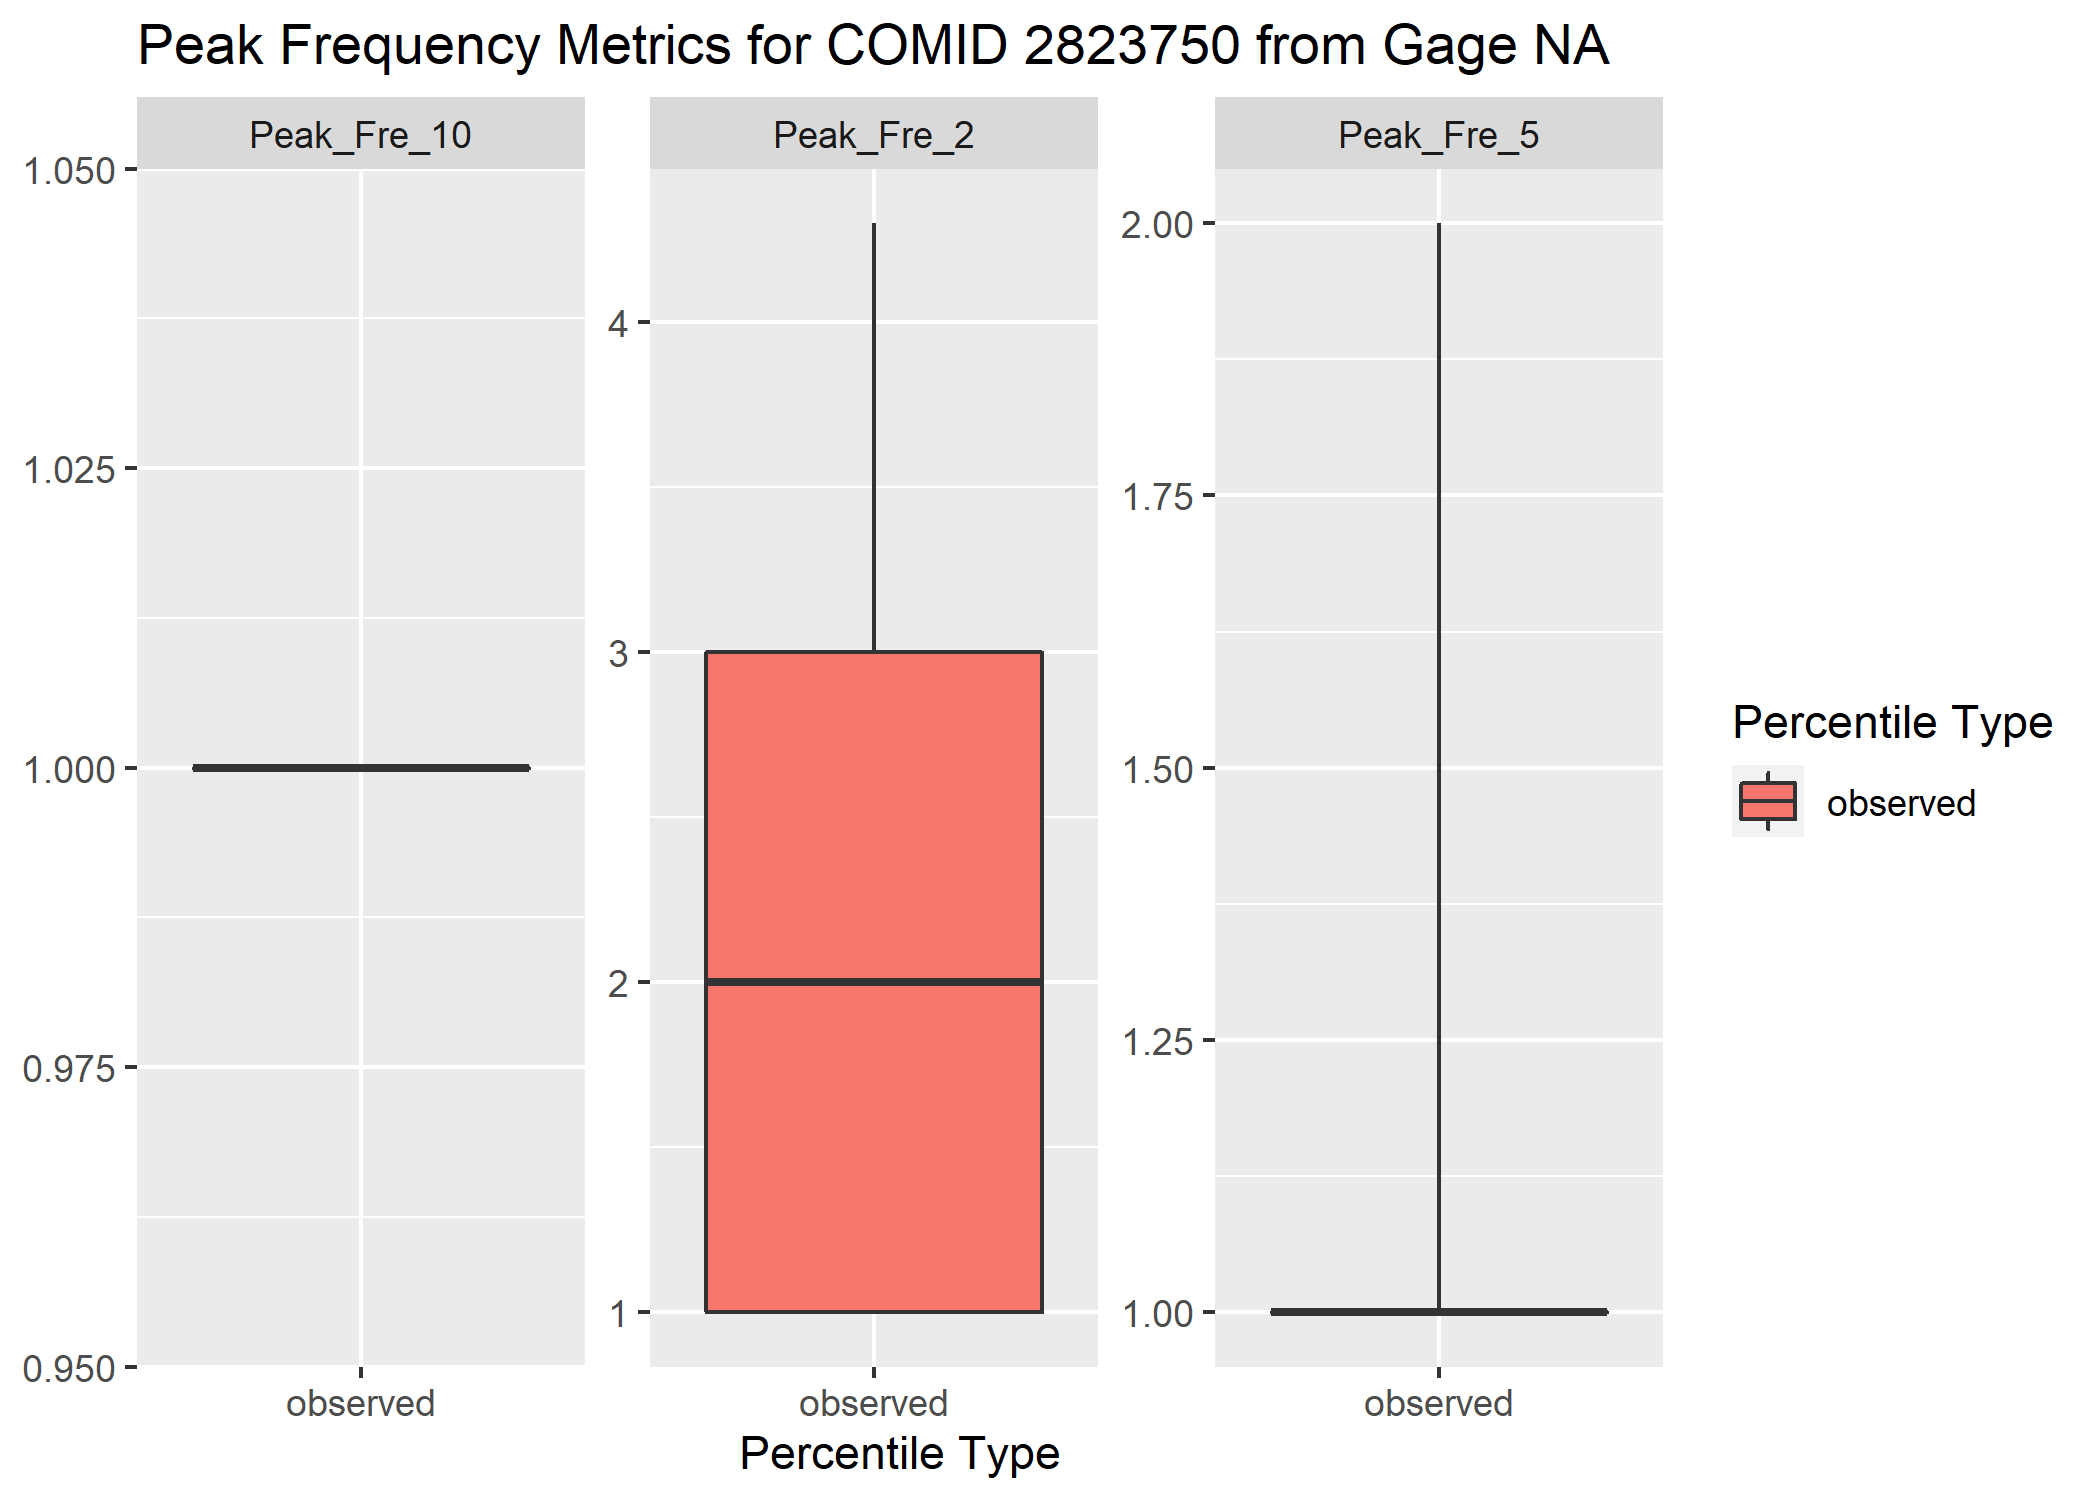 Peak Frequency Metrics for COMID 2823750 from Gage NA
Peak_Fre_10
1.050
1.025
1.000
0.975
0.950
observed
Peak_Fre_2
4
3
2
1
observed
Peak_Fre_5
2.00
1.75
1.50
1.25
1.00
observed
Percentile Type
Percentile Type
observed